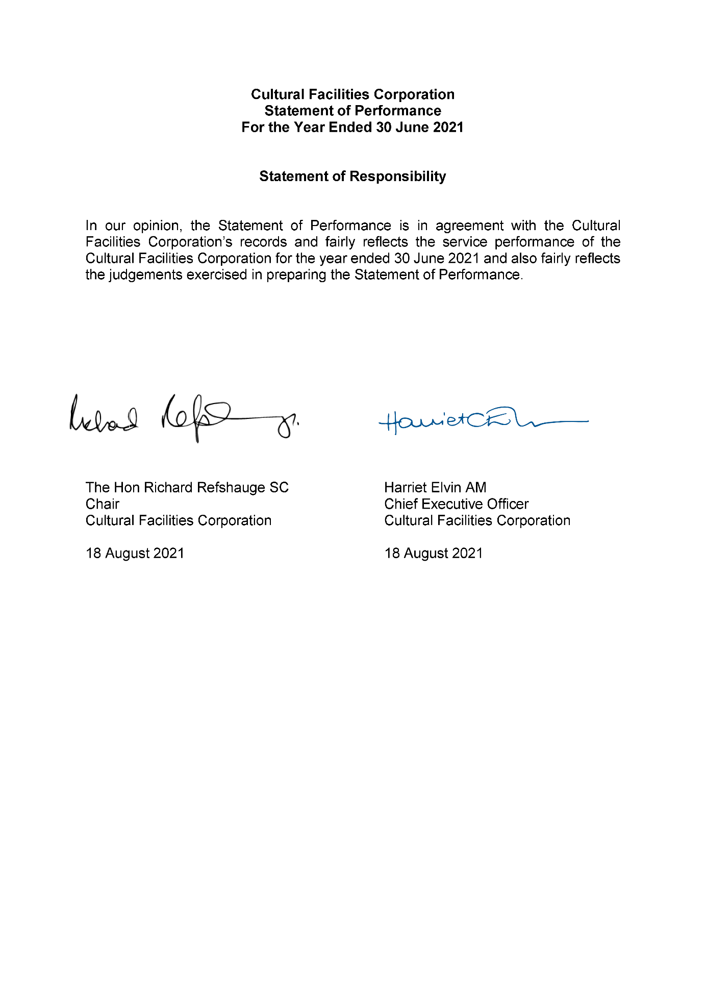 Cultural Facilities Corporation
Statement of Performance
For the Year Ended 30 June 2021
Statement of Responsibility
In our opinion, the Statement of Performance is in agreement with the Cultural
Facilities Corporation’s records and fairly reflects the service performance of the
Cultural Facilities Corporation for the year ended 30 June 2021 and also fairly reflects
the judgements exercised in preparing the Statement of Performance.
The Hon Richard Refshauge SC
Chair
Cultural Facilities Corporation
18 August 2021
Harriet Elvin AM
Chief Executive Officer
Cultural Facilities Corporation
18 August 2021